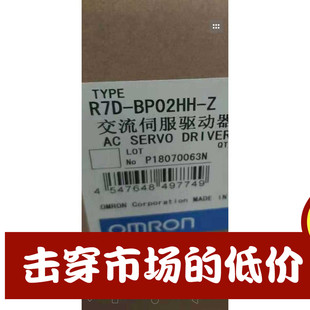 TYPE
R7D-BP02HH-Z
交流伺服驱动器
AC SERVO DRIVER
LOT
QT
No P18070063N
4 547648 497749
OMRON Corporation MADE IN
OMRON
击穿市场的低价